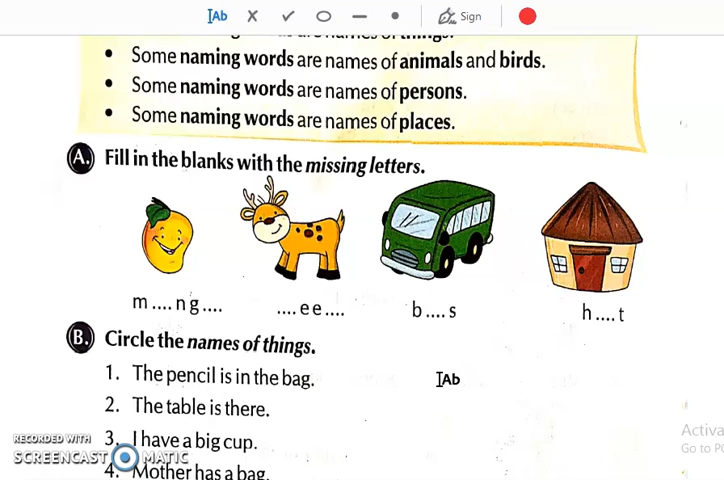 Ab Sign
things.
• Some naming words are names of animals and birds.
• Some naming words are names of persons.
• Some naming words are names of places.
A. Fill in the blanks with the missing letters.
m ....n g .... ....e e.... b .... s h ....t
B. Circle the names of things.
1. The pencil is in the bag.
Ab
2. The table is there.
3. I have a big cup.
4. Mother has a bag.
RECORDED WITH
SCREENCAST MATIC
Activa
Go to PC